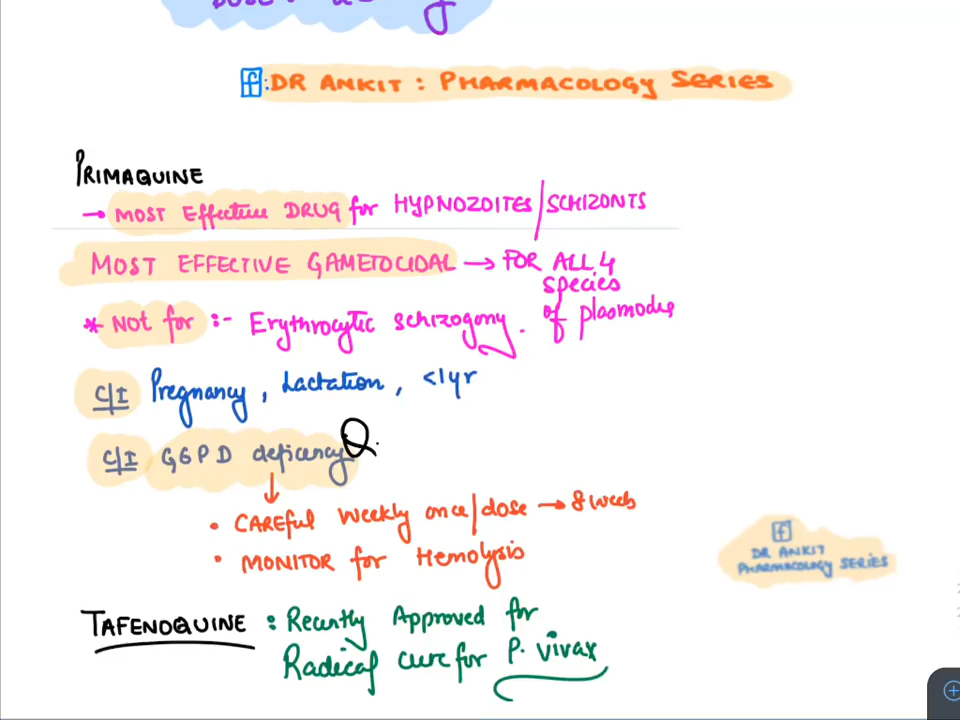 DR ANKIT : PHARMACOLOGY SERIES
PRIMAQUINE
→ MOST Effective DRUG for HYPNOZOITES/SCHIZONTS
MOST EFFECTIVE GAMETOCIDAL → FOR ALL 4
species
of plasmodes
* NOT for :- Erythrocytic schizogony.
C/I Pregnancy, Lactation, <1yr
C/I G6PD deficency Q.
↓
• CAREful weekly once/dose → 8 weeks
• MONITOR for Hemolysis
f
DR ANKIT
PHARMACOLOGY SERIES
TAFENOQUINE : Recently Approved for
Radical cure for P. vivax